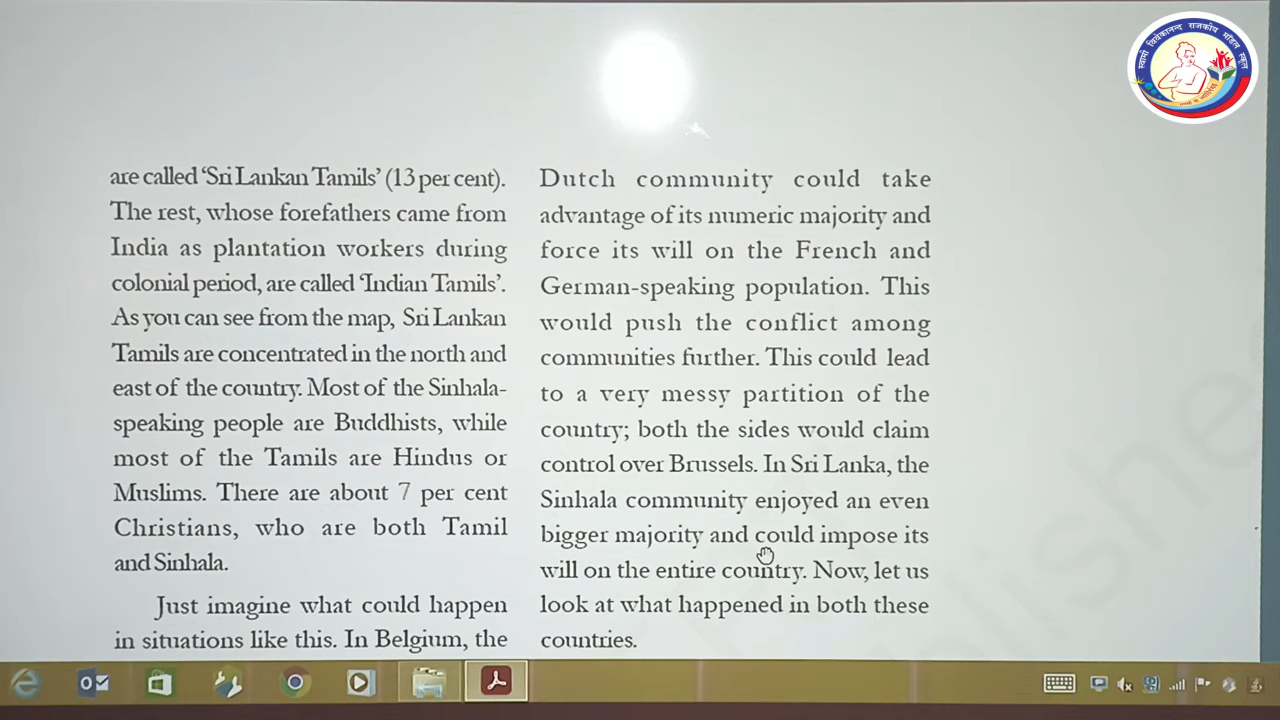 are called ‘Sri Lankan Tamils’ (13 per cent).
The rest, whose forefathers came from
India as plantation workers during
colonial period, are called ‘Indian Tamils’.
As you can see from the map, Sri Lankan
Tamils are concentrated in the north and
east of the country. Most of the Sinhala-
speaking people are Buddhists, while
most of the Tamils are Hindus or
Muslims. There are about 7 per cent
Christians, who are both Tamil
and Sinhala.
Just imagine what could happen
in situations like this. In Belgium, the
Dutch community could take
advantage of its numeric majority and
force its will on the French and
German-speaking population. This
would push the conflict among
communities further. This could lead
to a very messy partition of the
country; both the sides would claim
control over Brussels. In Sri Lanka, the
Sinhala community enjoyed an even
bigger majority and could impose its
will on the entire country. Now, let us
look at what happened in both these
countries.
स्वामी विवेकानन्द राजकीय मॉडल स्कूल